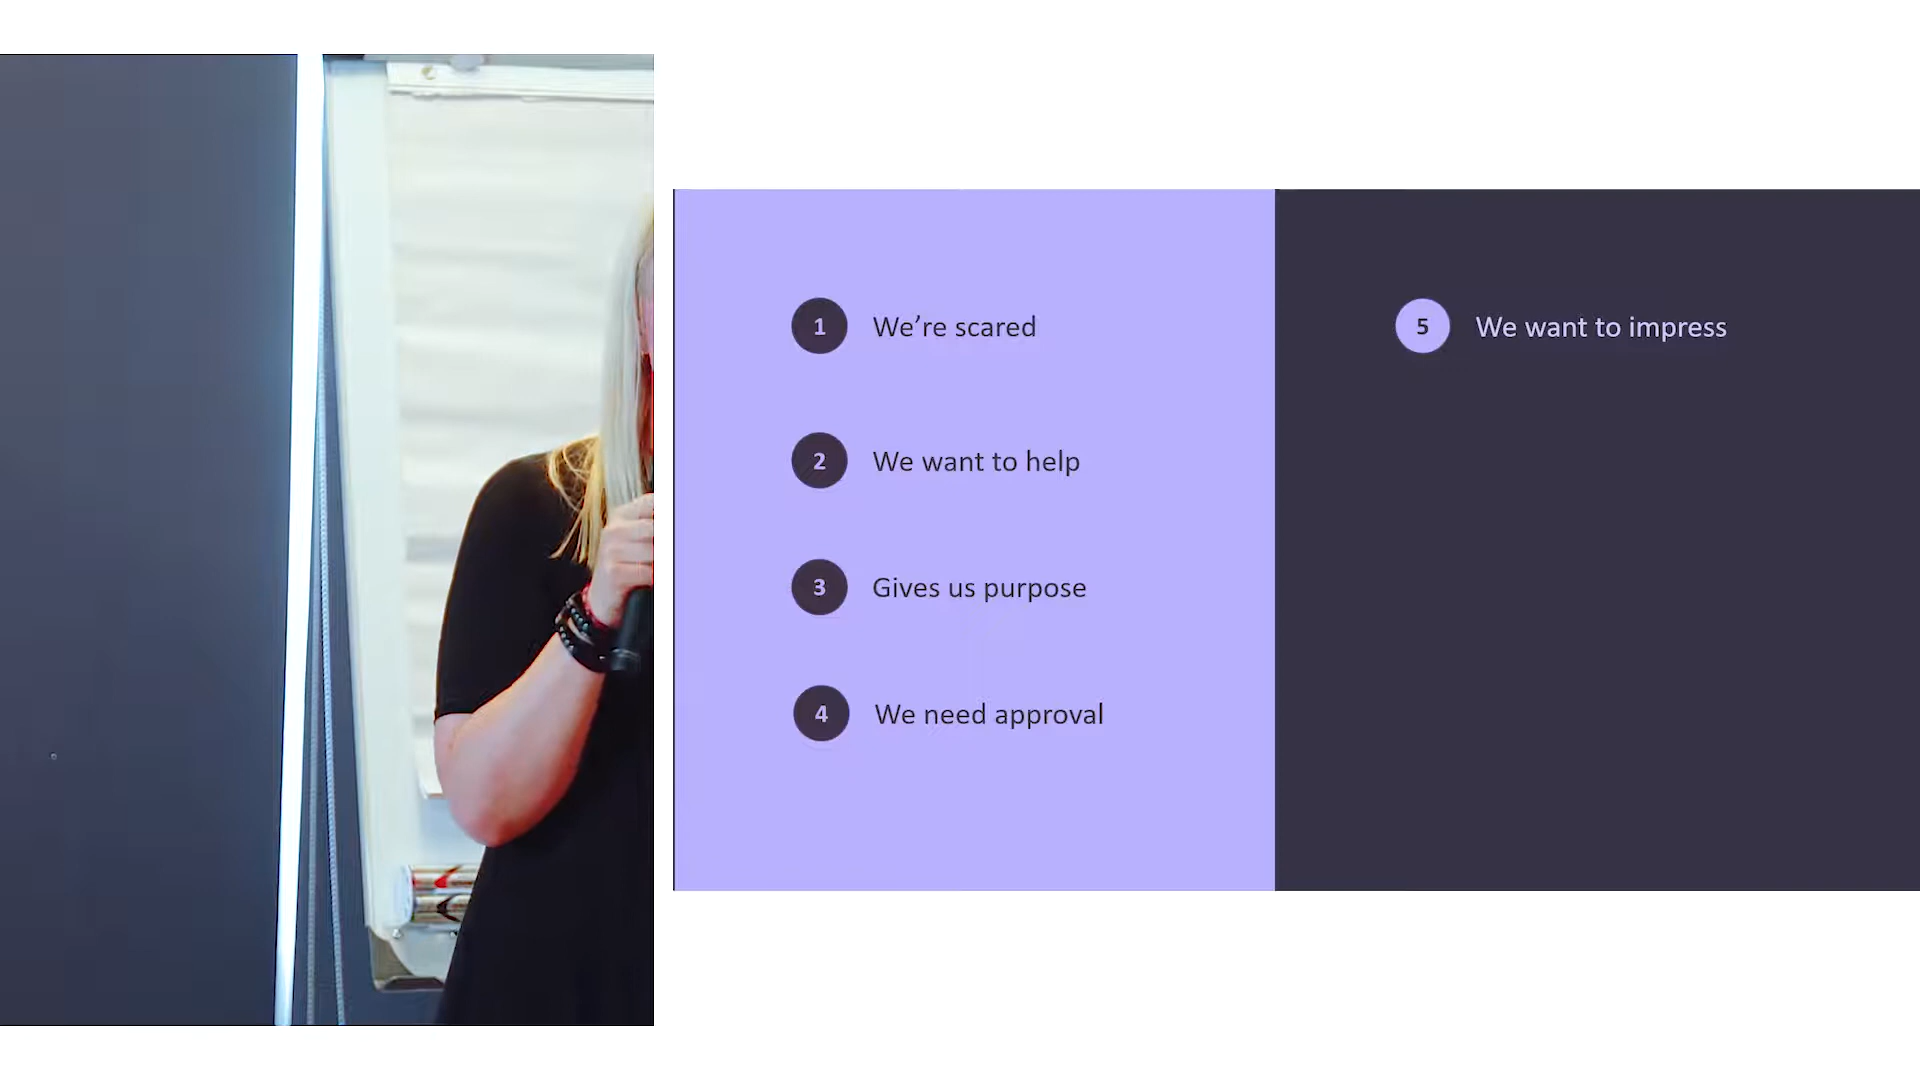 1 We’re scared
2 We want to help
3 Gives us purpose
4 We need approval
5 We want to impress